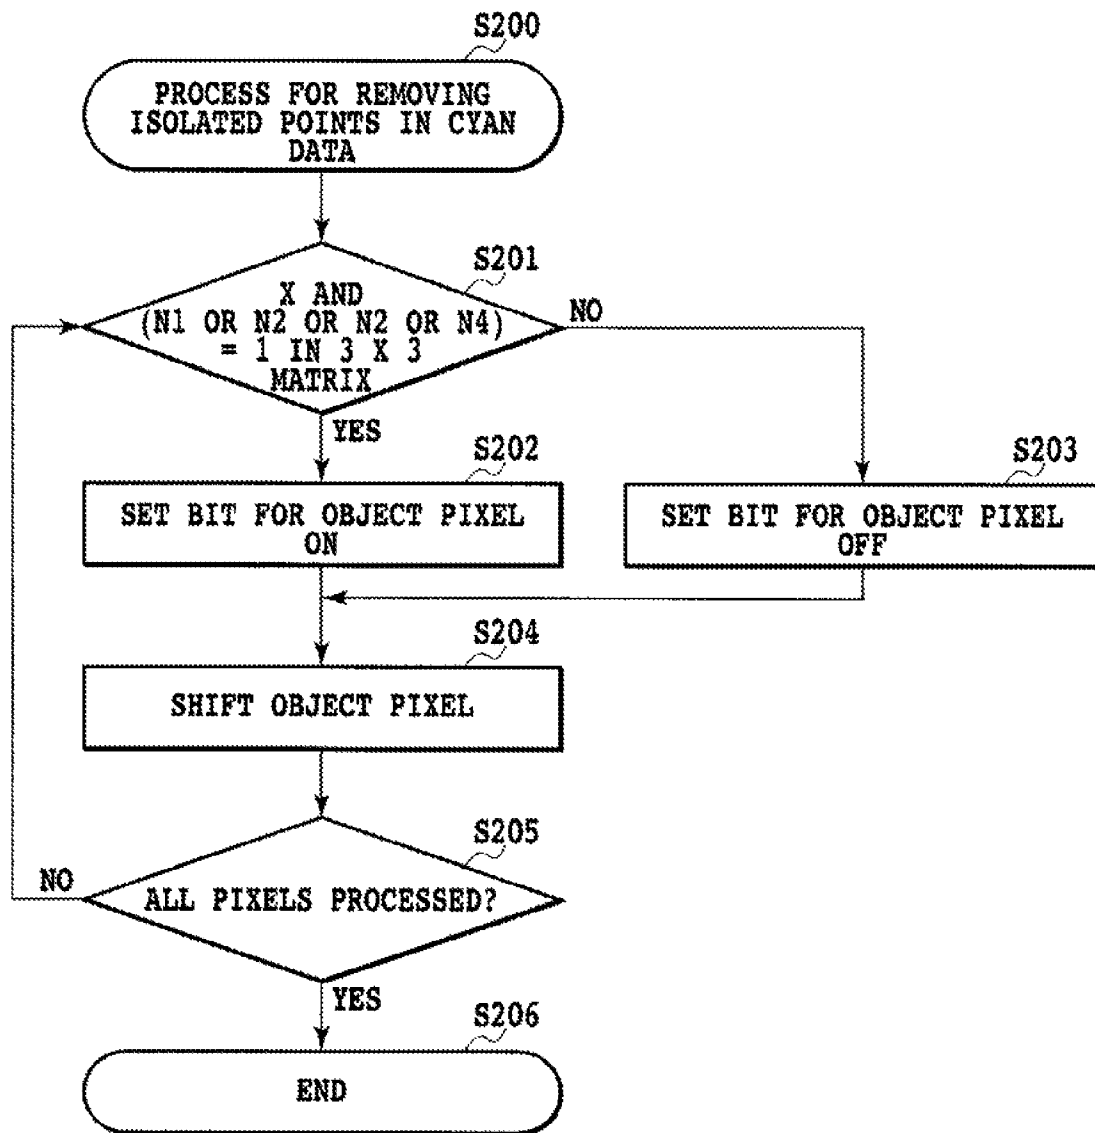 S200
PROCESS FOR REMOVING
ISOLATED POINTS IN CYAN
DATA
S201
X AND
(N1 OR N2 OR N2 OR N4)
= 1 IN 3 X 3
MATRIX
NO
YES
S202
SET BIT FOR OBJECT PIXEL
ON
S203
SET BIT FOR OBJECT PIXEL
OFF
S204
SHIFT OBJECT PIXEL
S205
NO
ALL PIXELS PROCESSED?
YES
S206
END